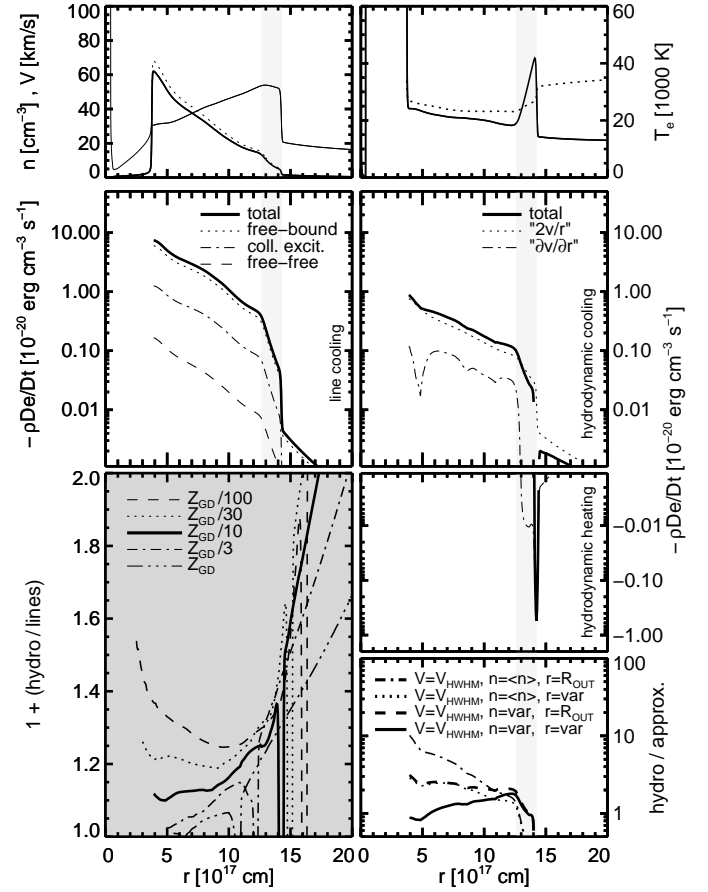 n [cm⁻³] , V [km/s]
100
80
60
40
20
0
60
40
20
0
Tₑ [1000 K]
−ρDe/Dt [10⁻²⁰ erg cm⁻³ s⁻¹]
10.00
1.00
0.10
0.01
total
free−bound
coll. excit.
free−free
line cooling
total
"2v/r"
"∂v/∂r"
hydrodynamic cooling
10.00
1.00
0.10
0.01
−ρDe/Dt [10⁻²⁰ erg cm⁻³ s⁻¹]
1 + (hydro / lines)
2.0
1.8
1.6
1.4
1.2
1.0
Z_GD /100
Z_GD /30
Z_GD /10
Z_GD /3
Z_GD
hydrodynamic heating
-0.01
-0.10
-1.00
V=V_HWHM, n=<n>, r=R_OUT
V=V_HWHM, n=<n>, r=var
V=V_HWHM, n=var, r=R_OUT
V=V_HWHM, n=var, r=var
100
10
1
hydro / approx.
0 5 10 15 20
r [10¹⁷ cm]
5 10 15 20
r [10¹⁷ cm]